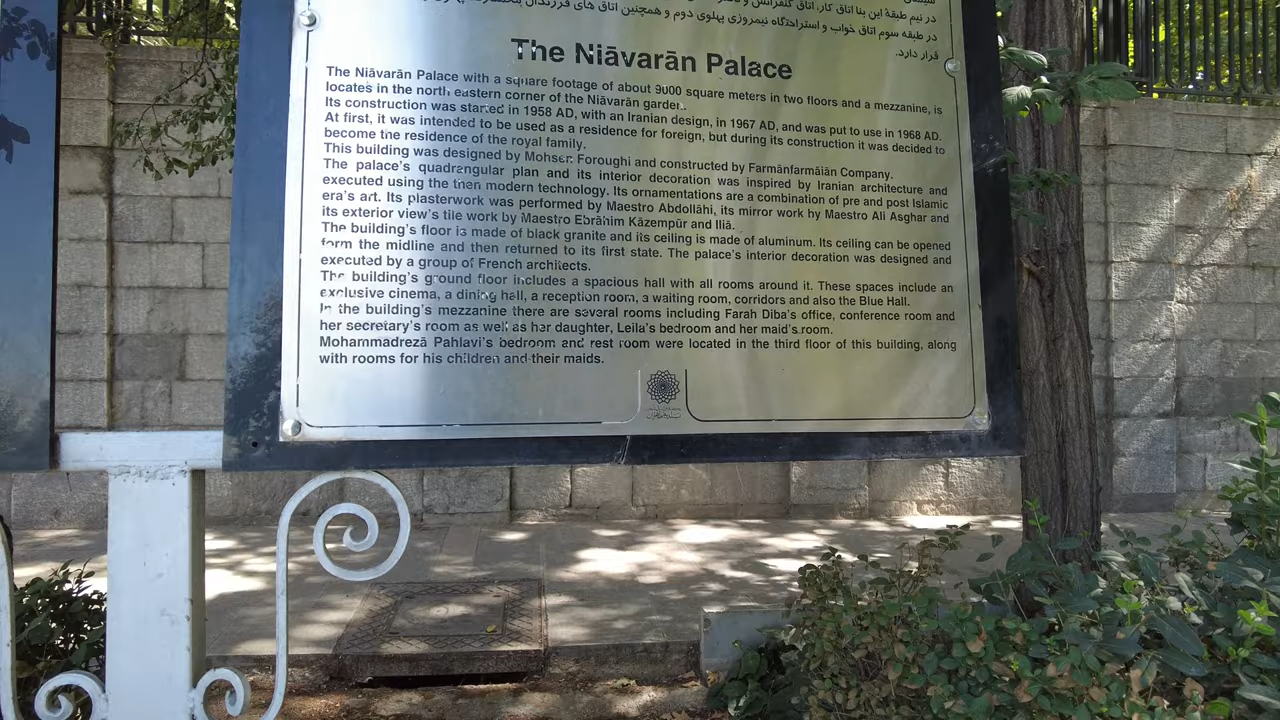 در نیم طبقهٔ این بنا اتاق کار، اتاق کنفرانس و
در طبقه سوم اتاق خواب و استراحتگاه نیمروزی پهلوی دوم و همچنین اتاق های فرزندان
قرار دارد.
The Niāvarān Palace
The Niāvarān Palace with a square footage of about 9000 square meters in two floors and a mezzanine, is
locates in the north eastern corner of the Niāvarān garden.
Its construction was started in 1958 AD, with an Iranian design, in 1967 AD, and was put to use in 1968 AD.
At first, it was intended to be used as a residence for foreign, but during its construction it was decided to
become the residence of the royal family.
This building was designed by Mohsen Foroughi and constructed by Farmānfarmāiān Company.
The palace's quadrangular plan and its interior decoration was inspired by Iranian architecture and
executed using the then modern technology. Its ornamentations are a combination of pre and post Islamic
era's art. Its plasterwork was performed by Maestro Abdollāhi, its mirror work by Maestro Ali Asghar and
its exterior view's tile work by Maestro Ebrāhim Kāzempūr and Iliā.
The building's floor is made of black granite and its ceiling is made of aluminum. Its ceiling can be opened
form the midline and then returned to its first state. The palace's interior decoration was designed and
executed by a group of French architects.
The building's ground floor includes a spacious hall with all rooms around it. These spaces include an
exclusive cinema, a dining hall, a reception room, a waiting room, corridors and also the Blue Hall.
In the building's mezzanine there are several rooms including Farah Diba's office, conference room and
her secretary's room as well as her daughter, Leila's bedroom and her maid's room.
Mohammadrezā Pahlavi's bedroom and rest room were located in the third floor of this building, along
with rooms for his children and their maids.